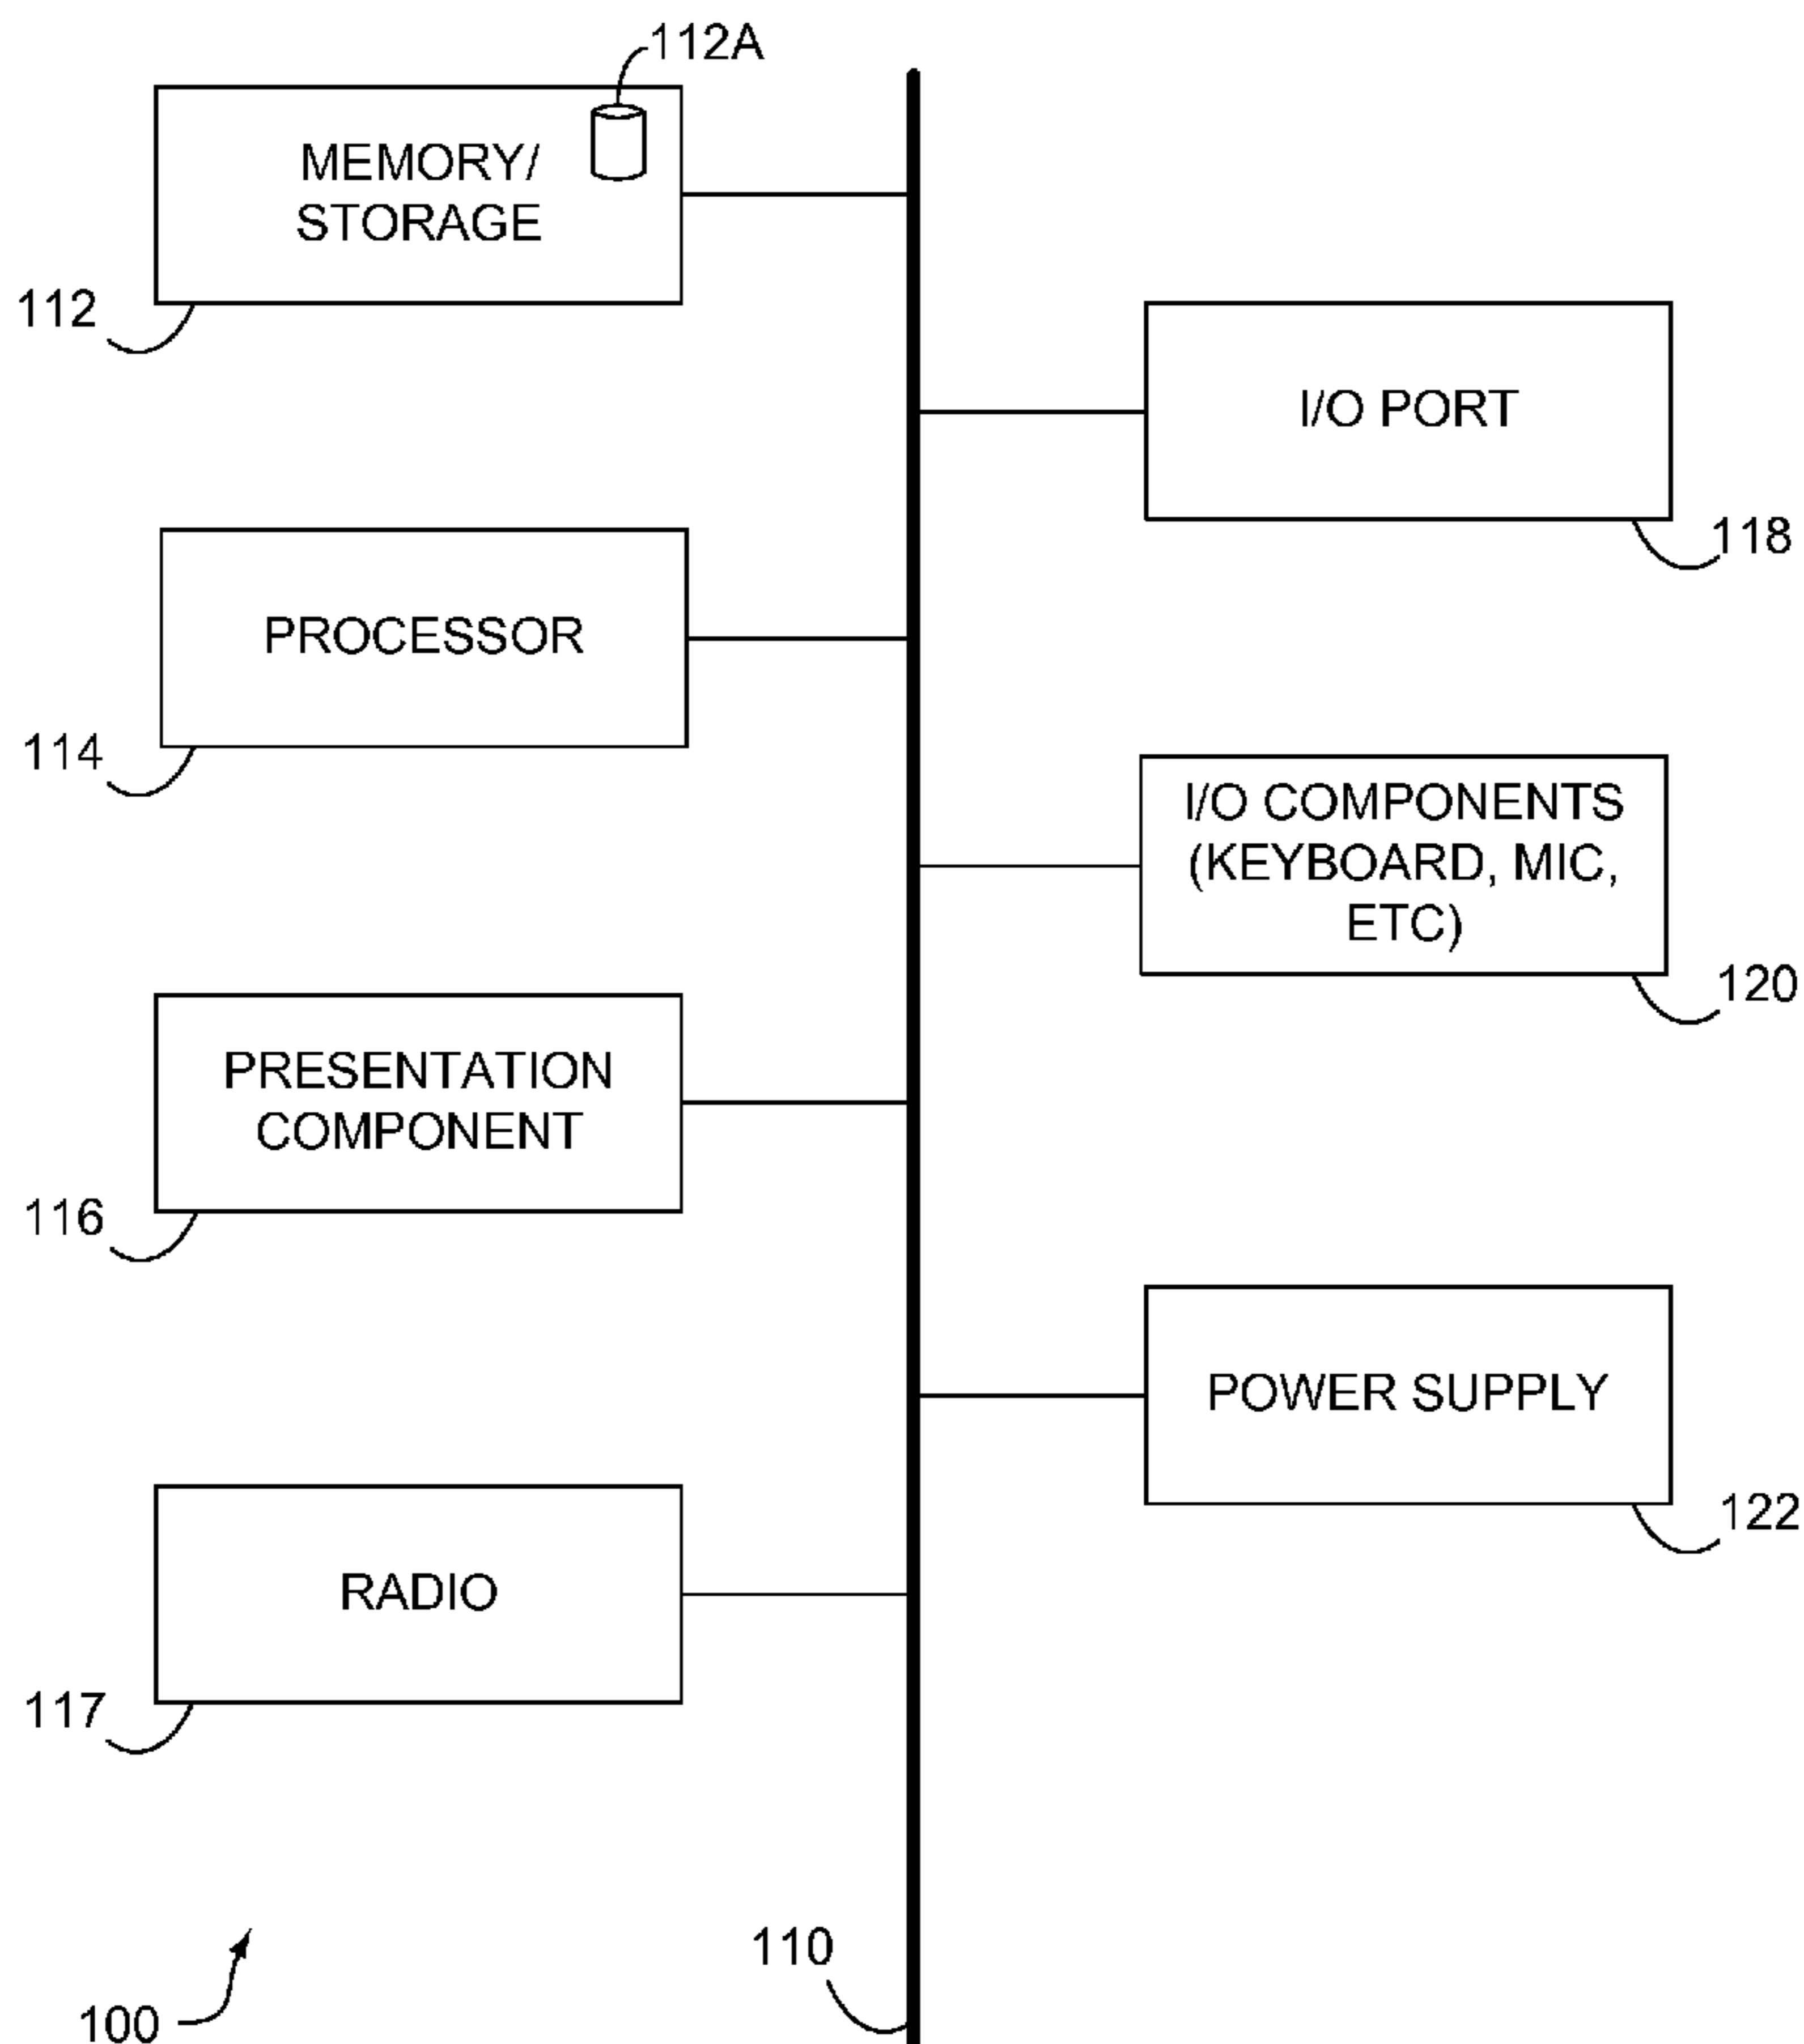 112A
MEMORY/
STORAGE
112
I/O PORT
118
PROCESSOR
114
I/O COMPONENTS
(KEYBOARD, MIC,
ETC)
120
PRESENTATION
COMPONENT
116
POWER SUPPLY
122
RADIO
117
110
100